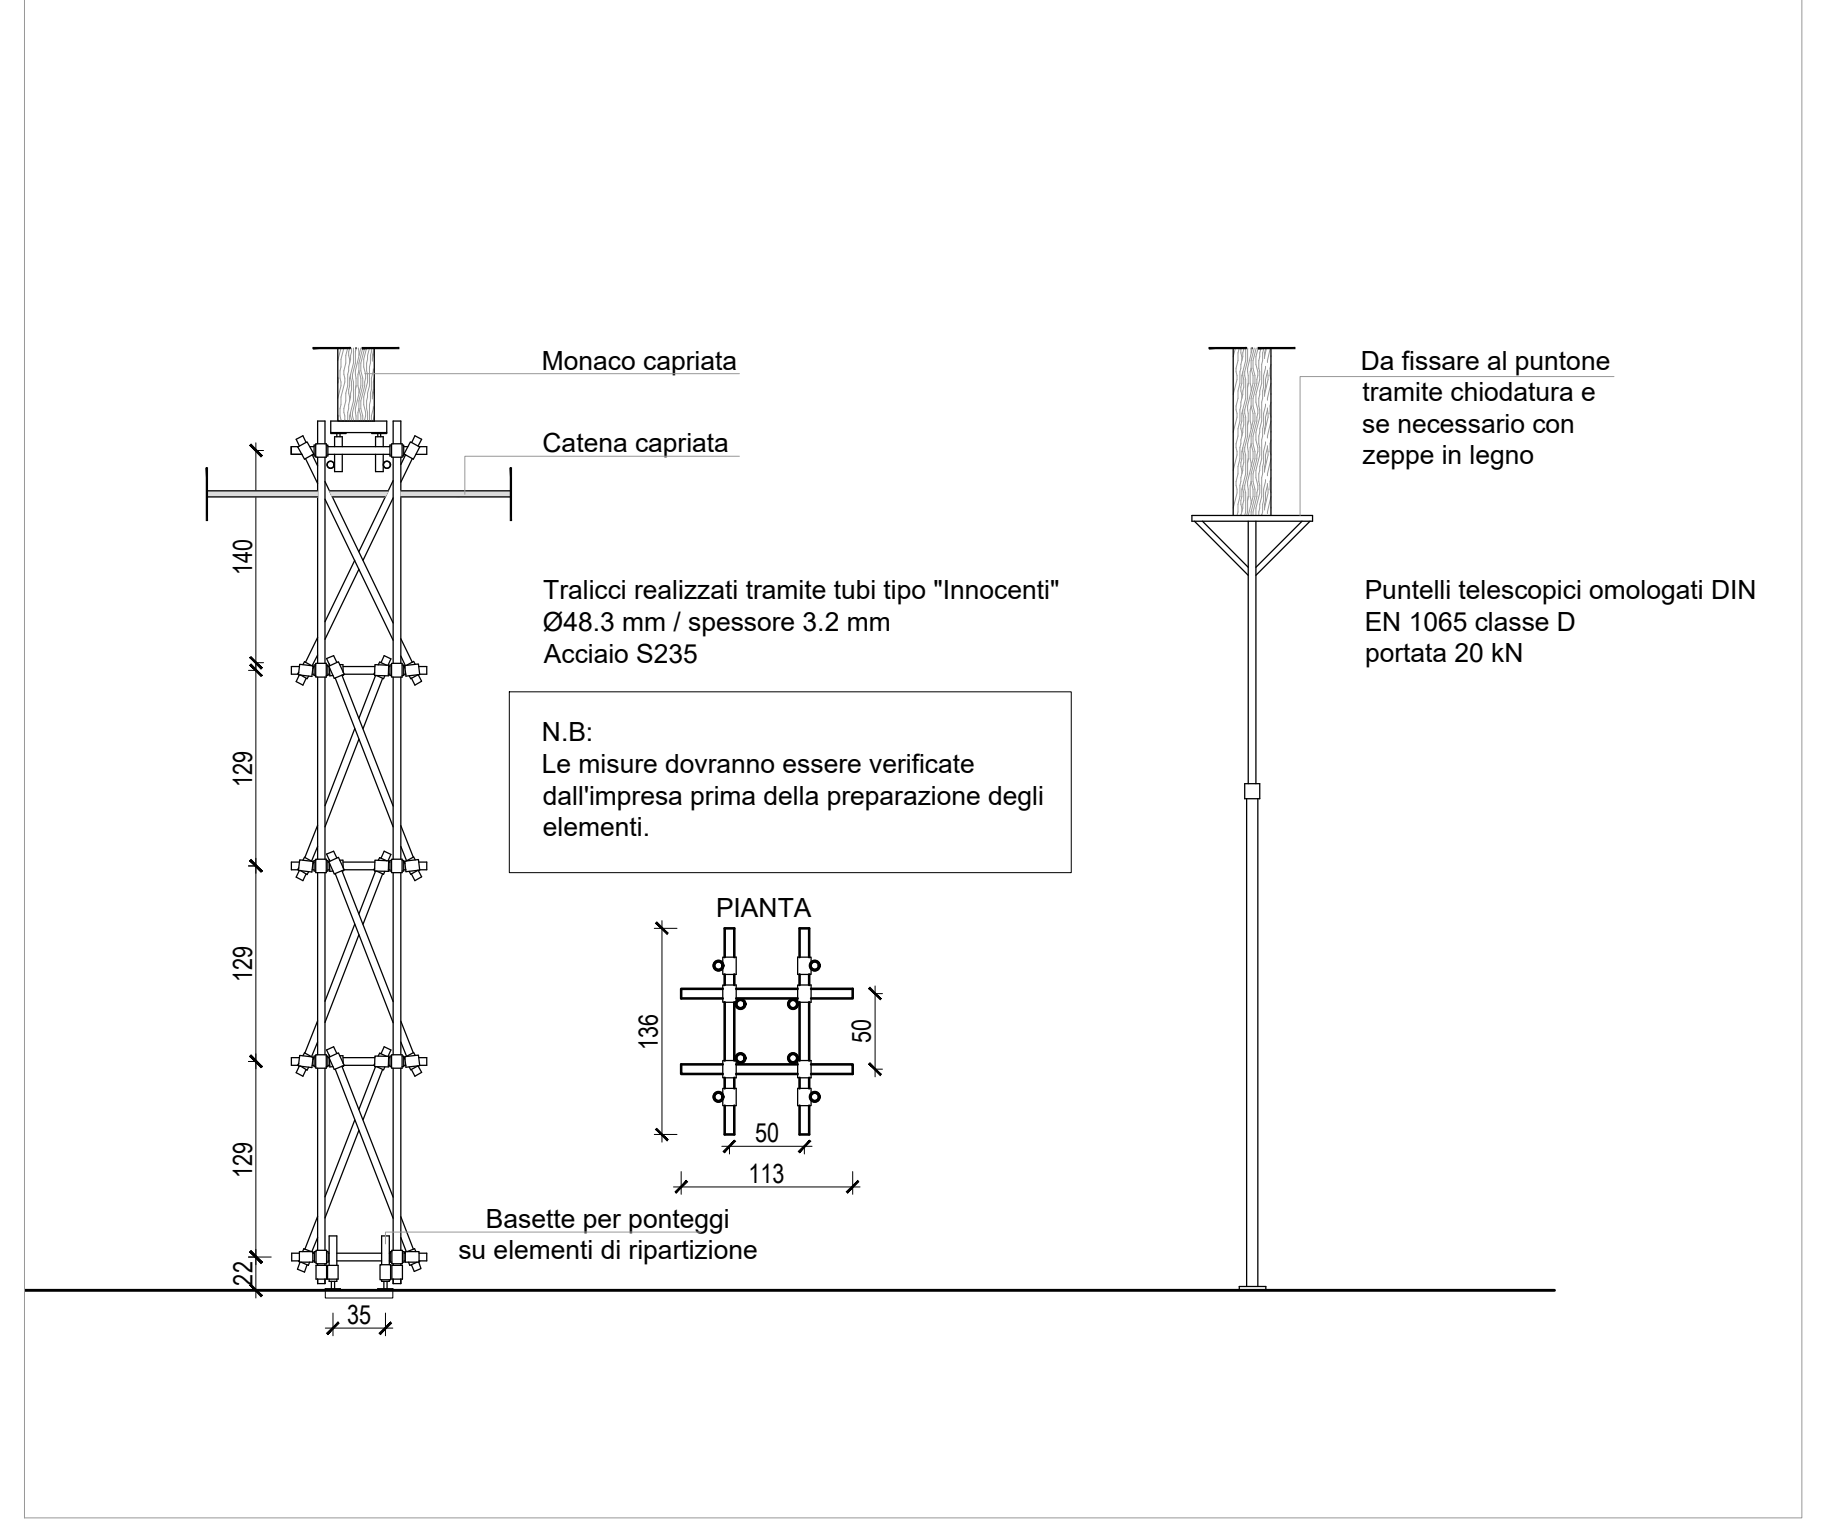 Monaco capriata
Catena capriata
Da fissare al puntone
tramite chiodatura e
se necessario con
zeppe in legno
140
Tralicci realizzati tramite tubi tipo "Innocenti"
Ø48.3 mm / spessore 3.2 mm
Acciaio S235
Puntelli telescopici omologati DIN
EN 1065 classe D
portata 20 kN
129
N.B:
Le misure dovranno essere verificate
dall'impresa prima della preparazione degli
elementi.
129
PIANTA
136
50
50
113
129
Basette per ponteggi
su elementi di ripartizione
22
35